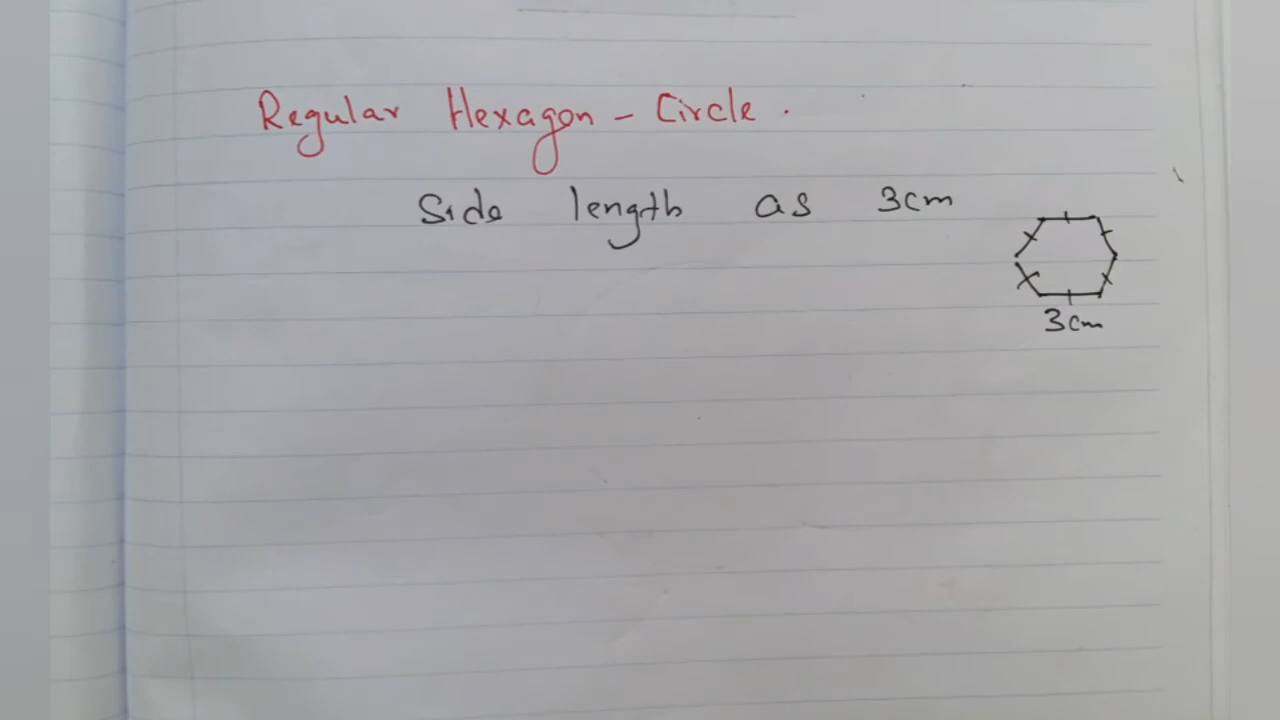 Regular Hexagon - Circle.
Side length as 3cm
3cm